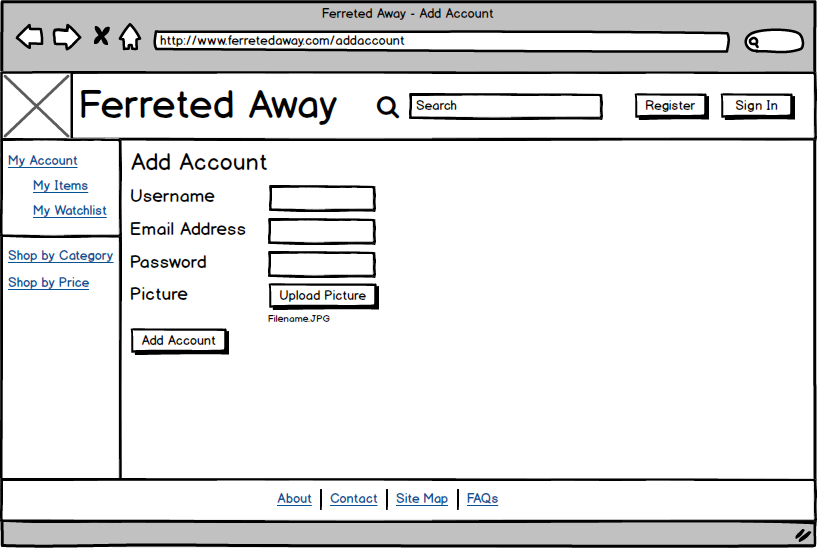 Ferreted Away - Add Account
http://www.ferretedaway.com/addaccount
Ferreted Away
Search
Register
Sign In
My Account
My Items
My Watchlist
Shop by Category
Shop by Price
Add Account
Username
Email Address
Password
Picture
Upload Picture
Filename.JPG
Add Account
About
Contact
Site Map
FAQs